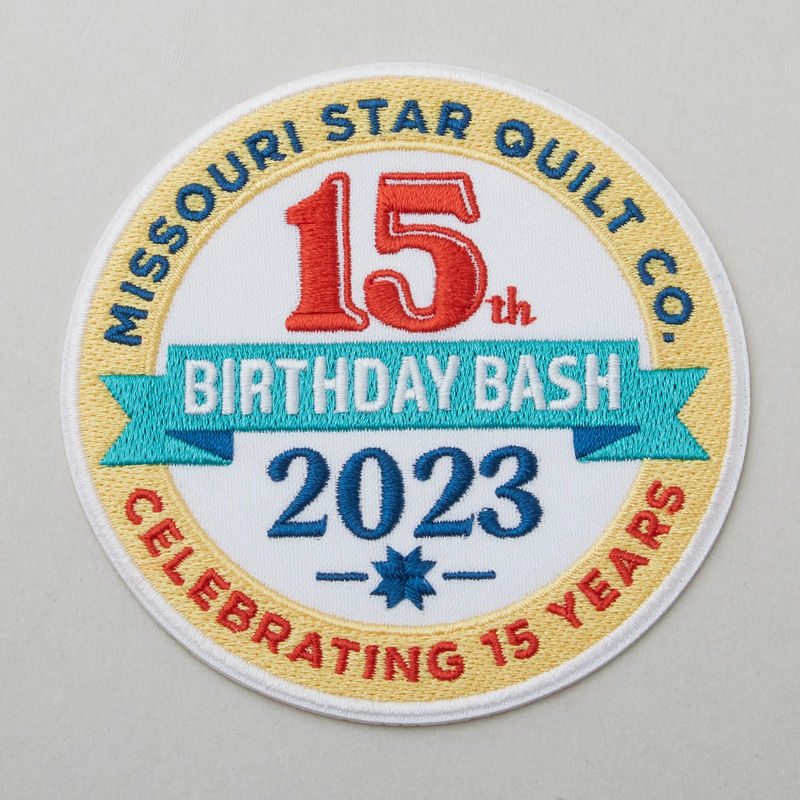 MISSOURI STAR QUILT CO.
15th
BIRTHDAY BASH
2023
CELEBRATING 15 YEARS